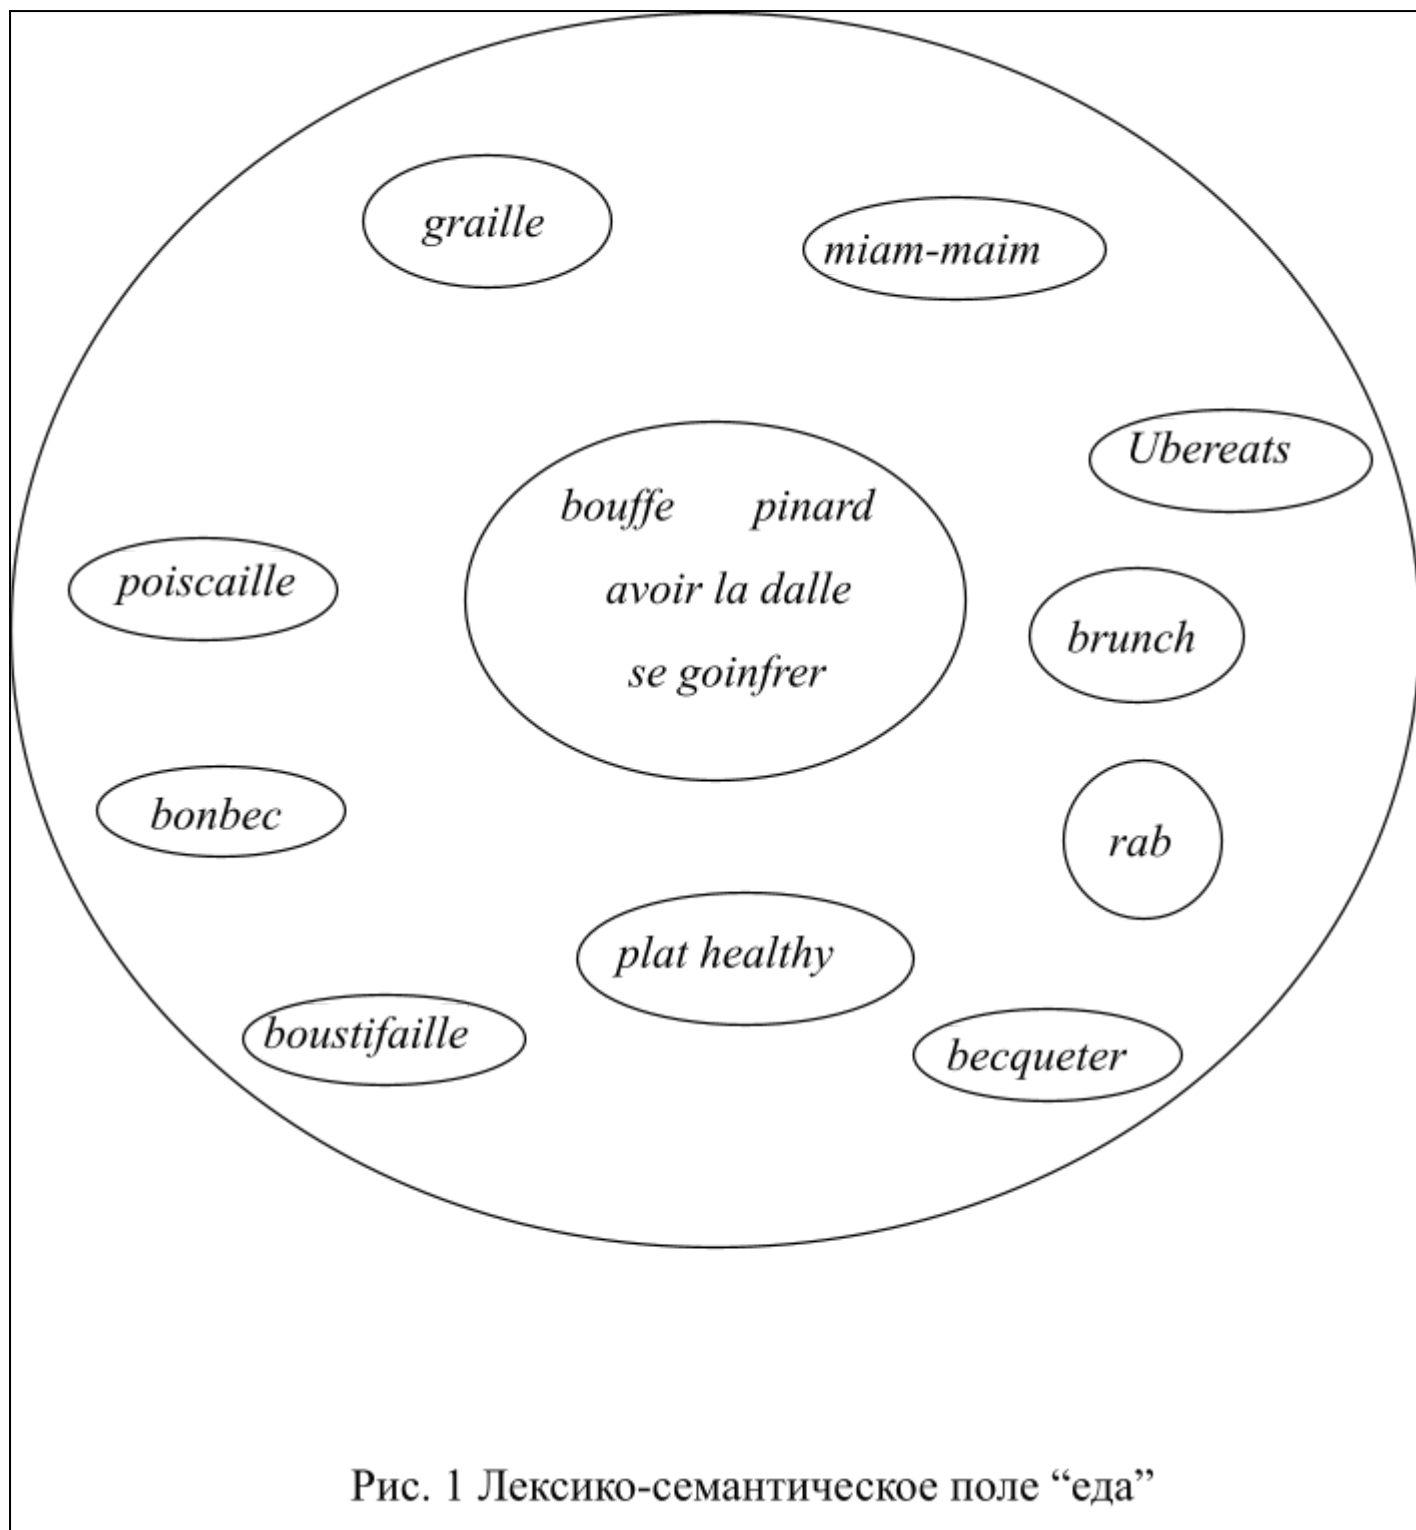 graille
miam-maim
Ubereats
bouffe pinard
poiscaille
avoir la dalle
brunch
se goinfrer
bonbec
rab
plat healthy
boustifaille
becqueter
Рис. 1 Лексико-семантическое поле “еда”